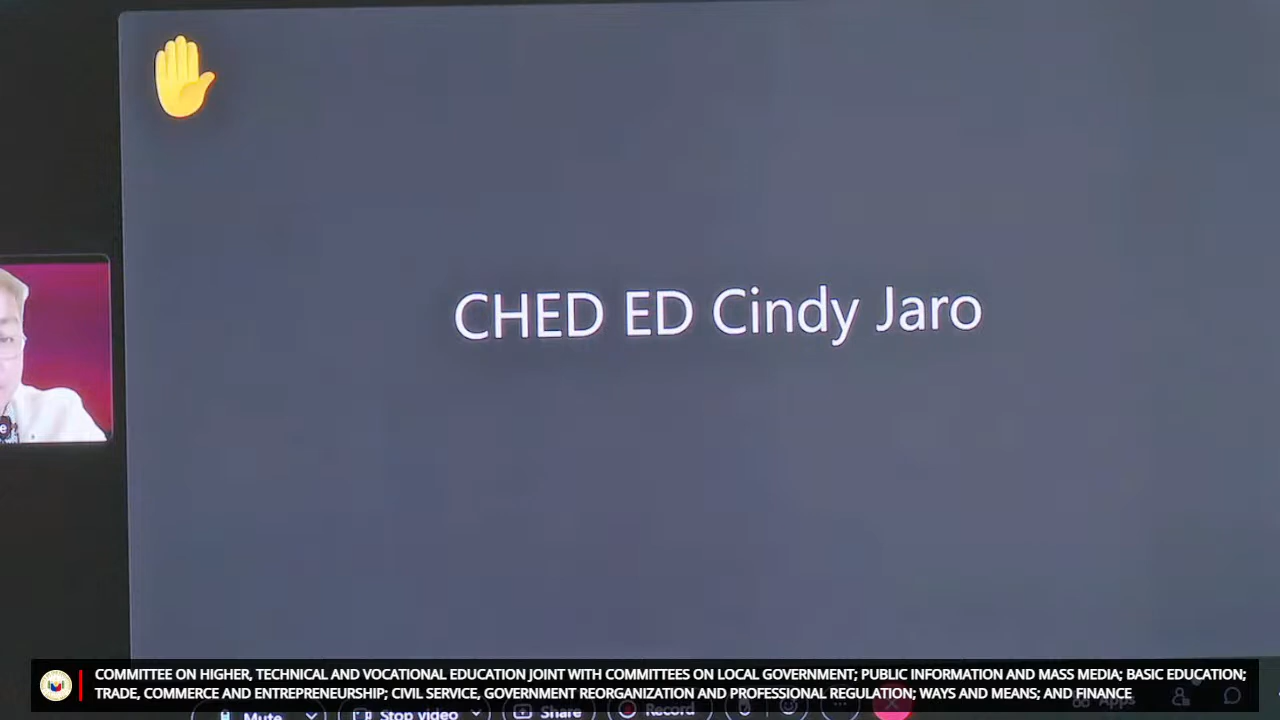 CHED ED Cindy Jaro
COMMITTEE ON HIGHER, TECHNICAL AND VOCATIONAL EDUCATION JOINT WITH COMMITTEES ON LOCAL GOVERNMENT; PUBLIC INFORMATION AND MASS MEDIA; BASIC EDUCATION;
TRADE, COMMERCE AND ENTREPRENEURSHIP; CIVIL SERVICE, GOVERNMENT REORGANIZATION AND PROFESSIONAL REGULATION; WAYS AND MEANS; AND FINANCE
Mute Stop video Share Record Apps